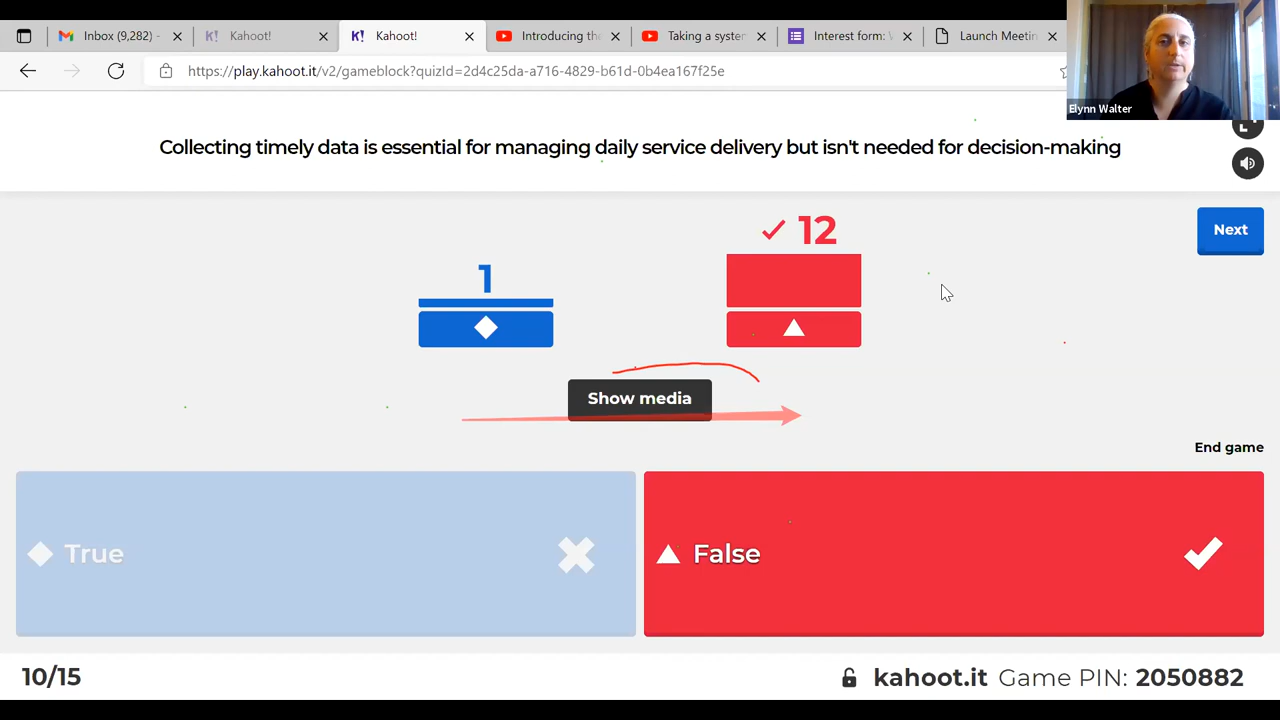 Inbox (9,282) -
Kahoot!
Kahoot!
Introducing the
Taking a system
Interest form: V
Launch Meetin
https://play.kahoot.it/v2/gameblock?quizId=2d4c25da-a716-4829-b61d-0b4ea167f25e
Elynn Walter
Collecting timely data is essential for managing daily service delivery but isn't needed for decision-making
1
12
Next
Show media
End game
True
False
10/15
kahoot.it Game PIN: 2050882